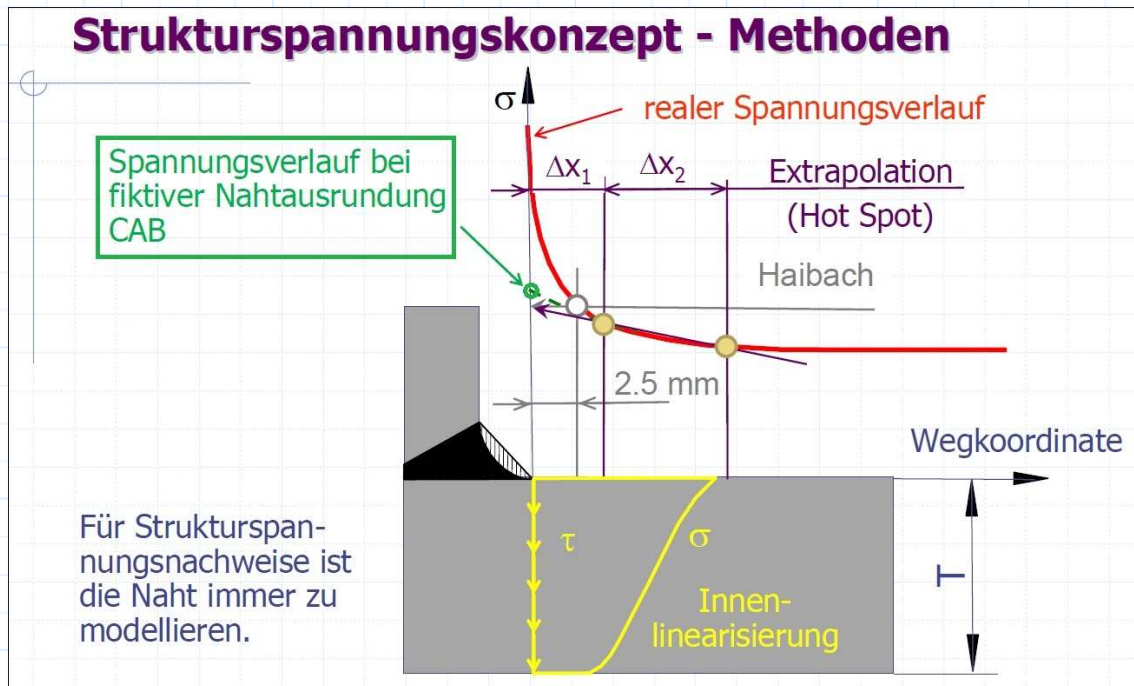 Strukturspannungskonzept - Methoden
σ
realer Spannungsverlauf
Spannungsverlauf bei
fiktiver Nahtausrundung
CAB
Δx₁
Δx₂
Extrapolation
(Hot Spot)
Haibach
2.5 mm
Wegkoordinate
Für Strukturspan-
nungsnachweise ist
die Naht immer zu
modellieren.
τ
σ
T
Innen-
linearisierung